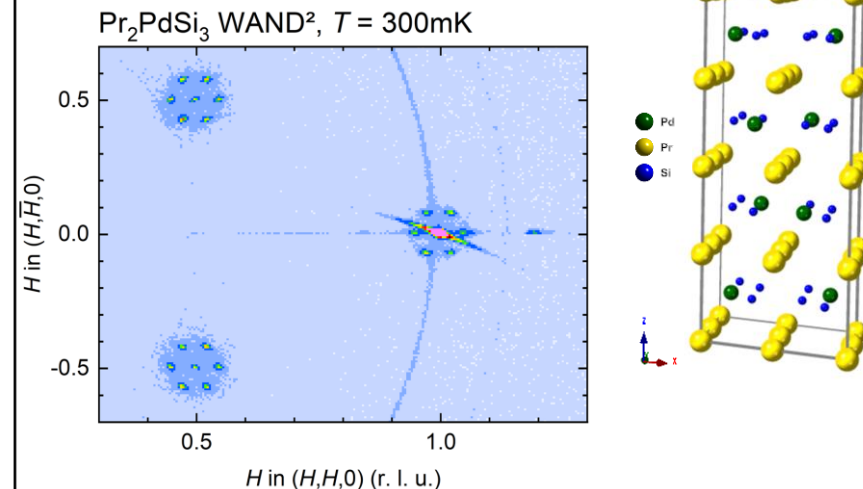 Pr₂PdSi₃ WAND², T = 300mK
0.5
0.0
-0.5
H in (H,H̅,0)
0.5
1.0
H in (H,H,0) (r. l. u.)
Pd
Pr
Si
z
x